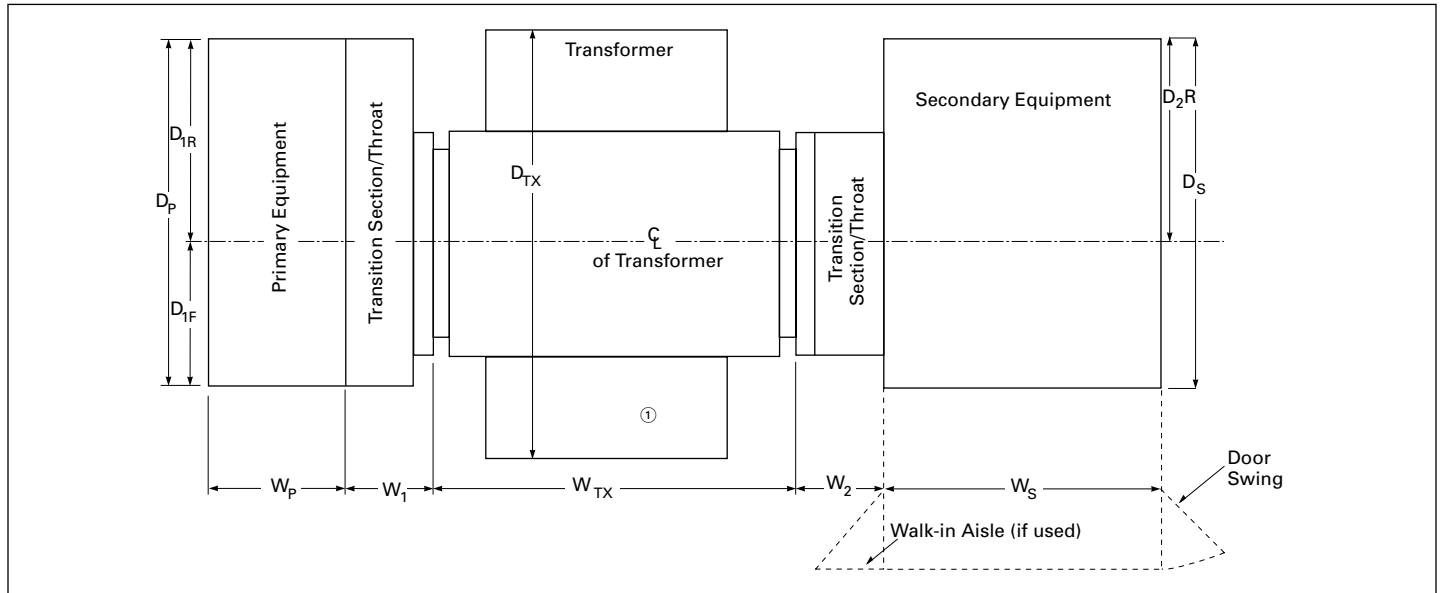 Transformer
Secondary Equipment
D2R
D1R
DP
DTX
DS
Primary Equipment
Transition Section/Throat
CL
of Transformer
Transition
Section/Throat
D1F
①
WP
W1
WTX
W2
WS
Door
Swing
Walk-in Aisle (if used)